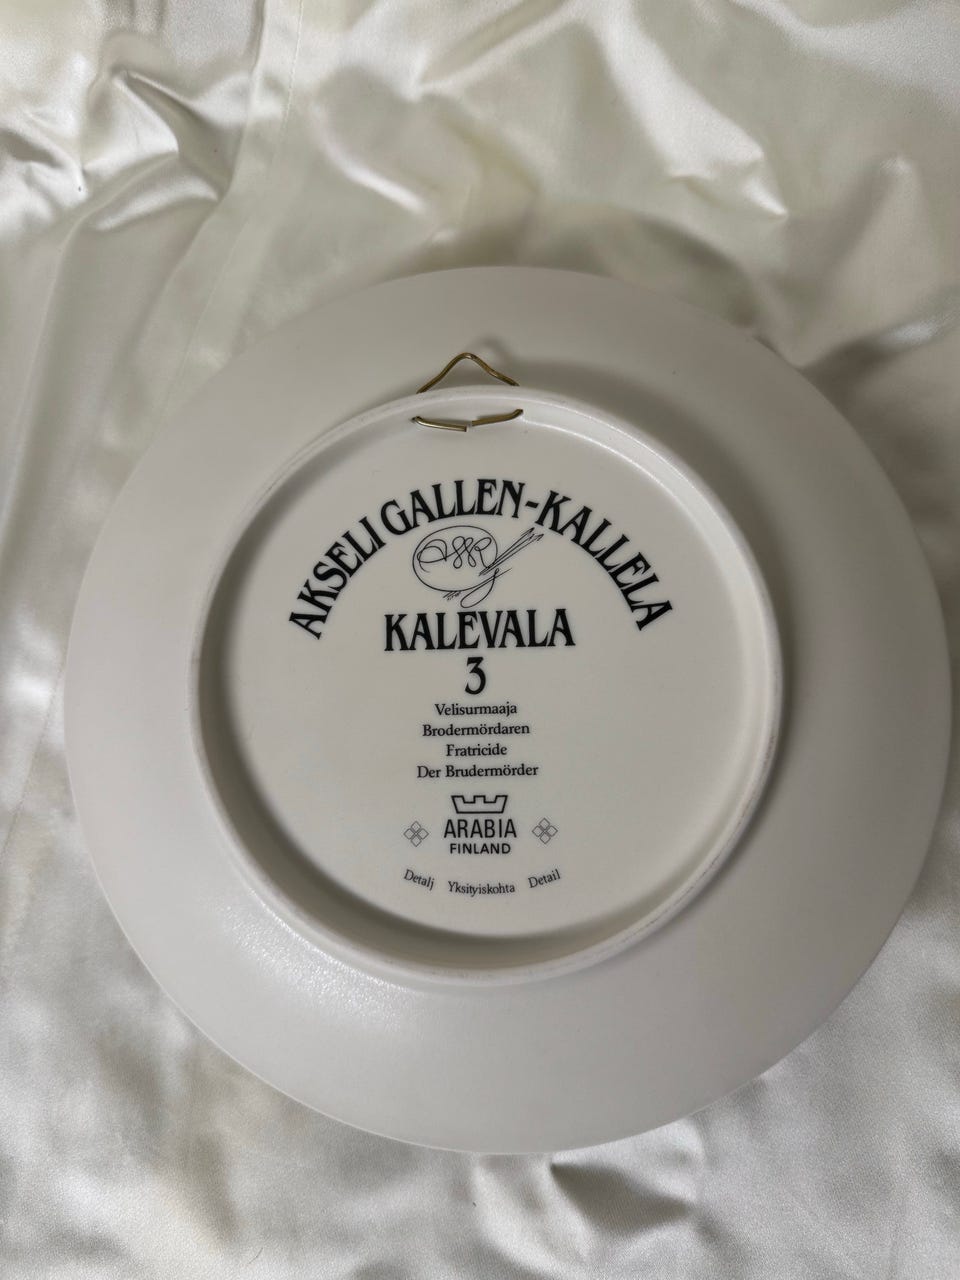 AKSELI GALLEN-KALLELA
KALEVALA
3
Velisurmaaja
Brodermördaren
Fratricide
Der Brudermörder
ARABIA
FINLAND
Detalj Yksityiskohta Detail